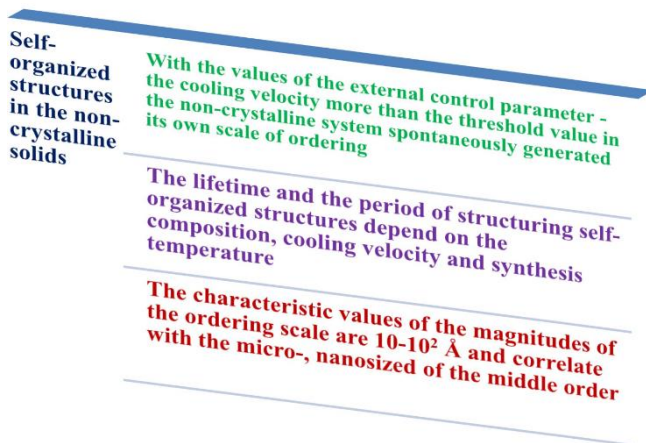 Self-
organized
structures
in the non-
crystalline
solids
With the values of the external control parameter -
the cooling velocity more than the threshold value in
the non-crystalline system spontaneously generated
its own scale of ordering
The lifetime and the period of structuring self-
organized structures depend on the
composition, cooling velocity and synthesis
temperature
The characteristic values of the magnitudes of
the ordering scale are 10-10² Å and correlate
with the micro-, nanosized of the middle order